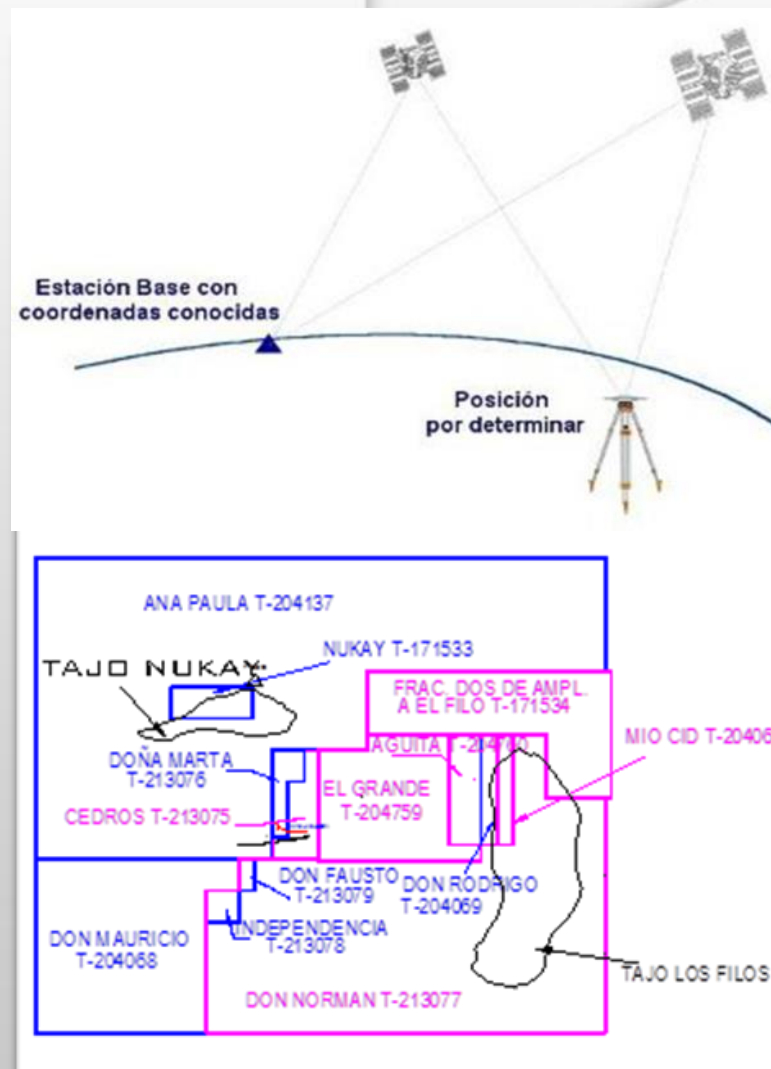 Estación Base con
coordenadas conocidas
Posición
por determinar
ANA PAULA T-204137
NUKAY T-171533
TAJO NUKAY
FRAC. DOS DE AMPL.
A EL FILO T-171534
AGUITA T-204760
MIO CID T-20406
DOÑA MARTA
T-213076
EL GRANDE
T-204759
CEDROS T-213075
DON FAUSTO
T-213079
DON RODRIGO
T-204069
INDEPENDENCIA
T-213078
DON MAURICIO
T-204068
DON NORMAN T-213077
TAJO LOS FILOS